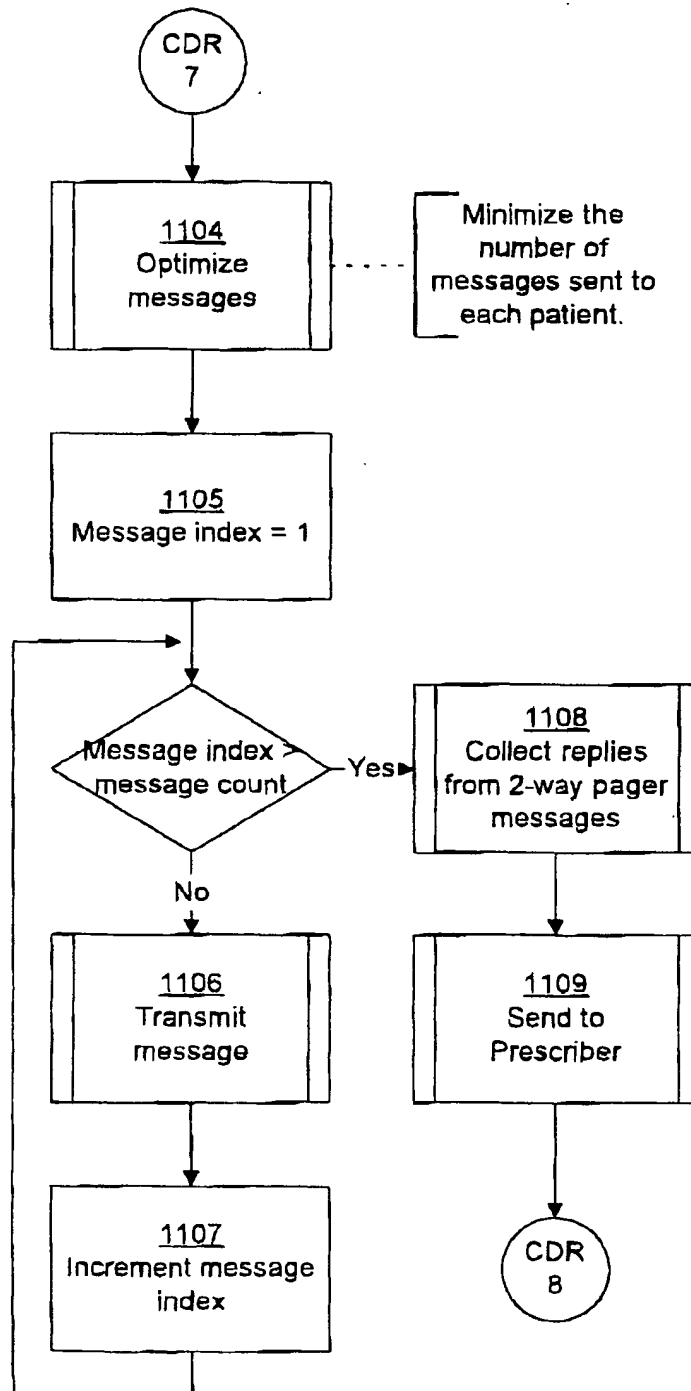 CDR
7
1104
Optimize
messages
Minimize the
number of
messages sent to
each patient.
1105
Message index = 1
Message index >
message count
Yes
1108
Collect replies
from 2-way pager
messages
No
1106
Transmit
message
1109
Send to
Prescriber
1107
Increment message
index
CDR
8